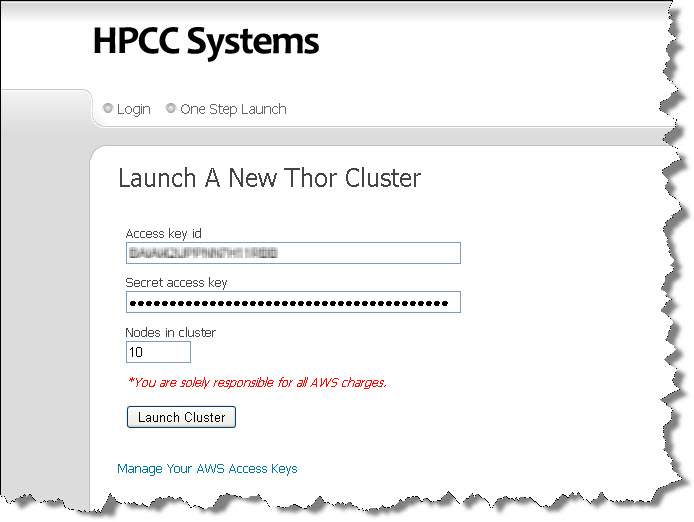 HPCC Systems
Login One Step Launch
Launch A New Thor Cluster
Access key id
Secret access key
Nodes in cluster
10
*You are solely responsible for all AWS charges.
Launch Cluster
Manage Your AWS Access Keys